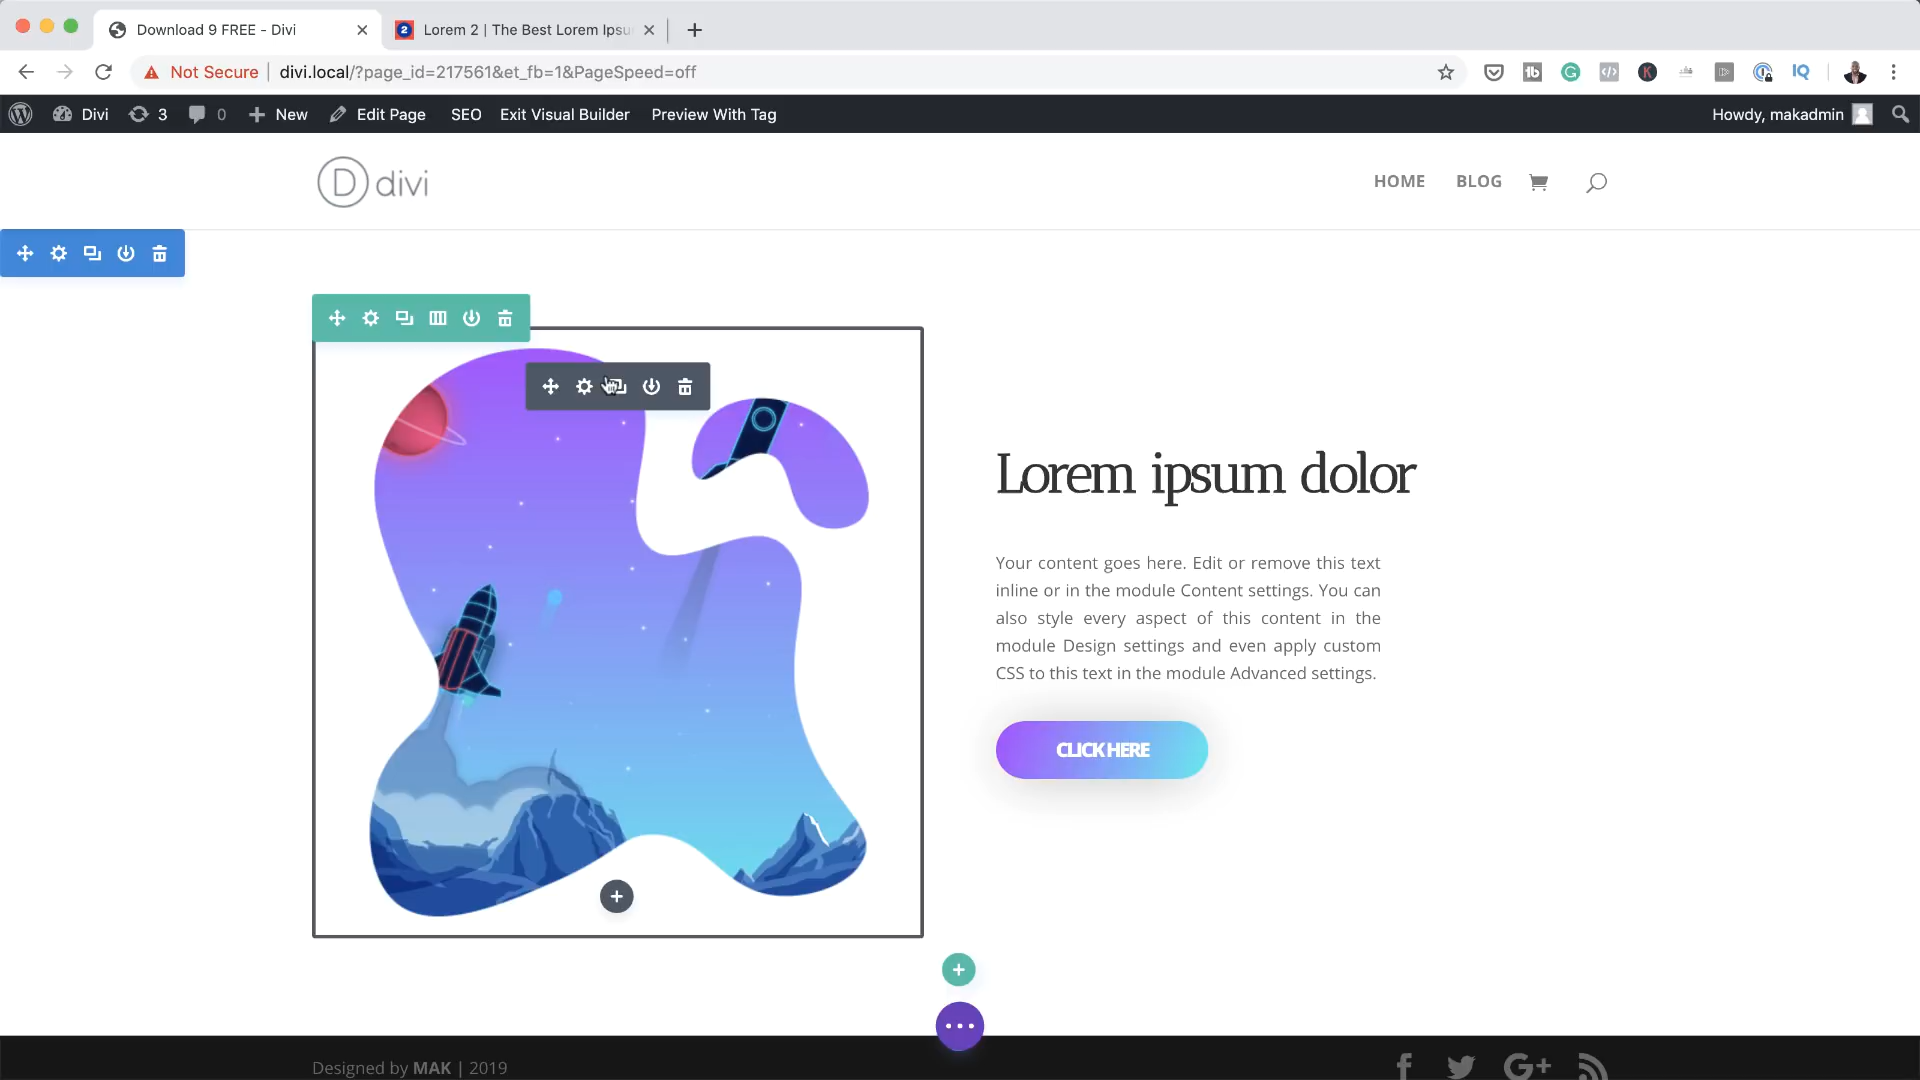 Download 9 FREE - Divi
Lorem 2 | The Best Lorem Ipsu
Not Secure
divi.local/?page_id=217561&et_fb=1&PageSpeed=off
Divi
3
0
New
Edit Page
SEO
Exit Visual Builder
Preview With Tag
Howdy, makadmin
D divi
HOME
BLOG
Lorem ipsum dolor
Your content goes here. Edit or remove this text
inline or in the module Content settings. You can
also style every aspect of this content in the
module Design settings and even apply custom
CSS to this text in the module Advanced settings.
CLICK HERE
Designed by MAK | 2019